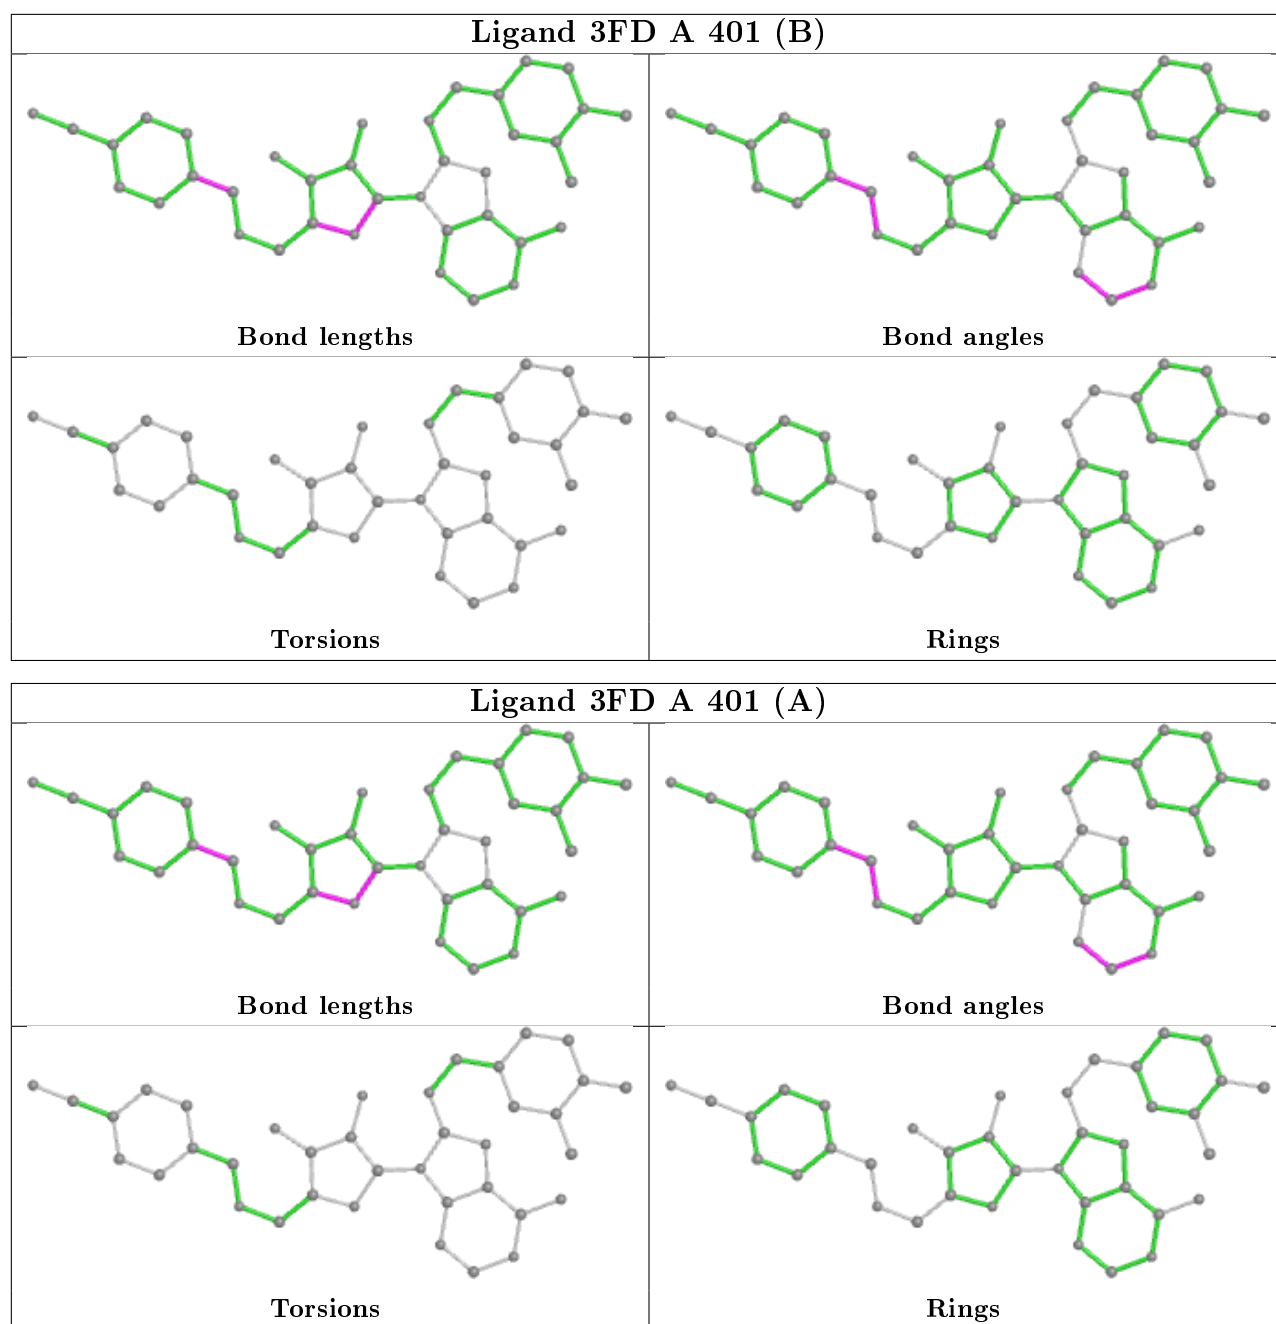 Ligand 3FD A 401 (B)
Bond lengths
Bond angles
Torsions
Rings
Ligand 3FD A 401 (A)
Bond lengths
Bond angles
Torsions
Rings